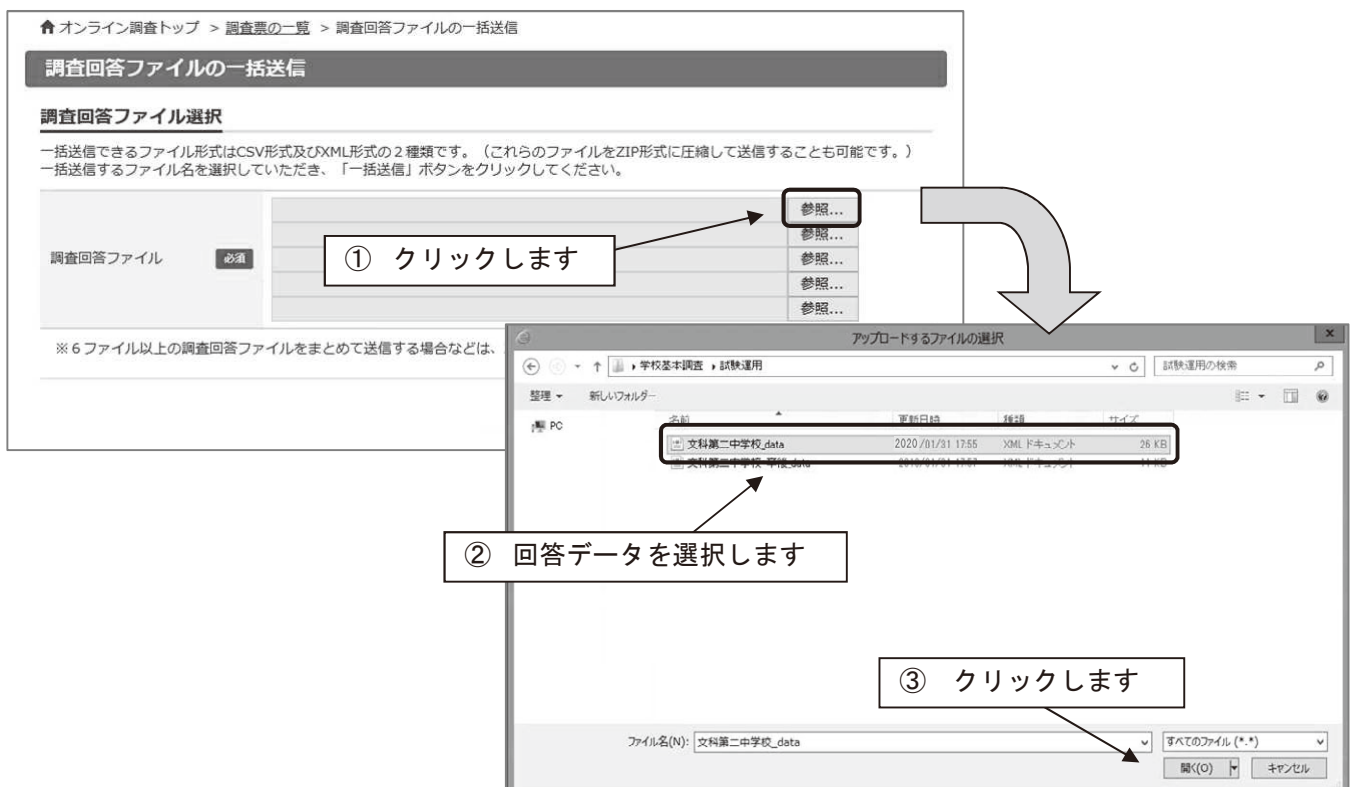 オンライン調査トップ > 調査票の一覧 > 調査回答ファイルの一括送信
調査回答ファイルの一括送信
調査回答ファイル選択
一括送信できるファイル形式はCSV形式及びXML形式の2種類です。(これらのファイルをZIP形式に圧縮して送信することも可能です。)
一括送信するファイル名を選択していただき、「一括送信」ボタンをクリックしてください。
調査回答ファイル 必須
参照...
参照...
参照...
参照...
参照...
① クリックします
※6ファイル以上の調査回答ファイルをまとめて送信する場合などは、
アップロードするファイルの選択
学校基本調査 試験運用
試験運用の検索
整理 新しいフォルダー
PC
名前 更新日時 種類 サイズ
文科第二中学校_data 2020/01/31 17:55 XML ドキュメント 26 KB
② 回答データを選択します
③ クリックします
ファイル名(N): 文科第二中学校_data
すべてのファイル (*.*)
開く(O) キャンセル